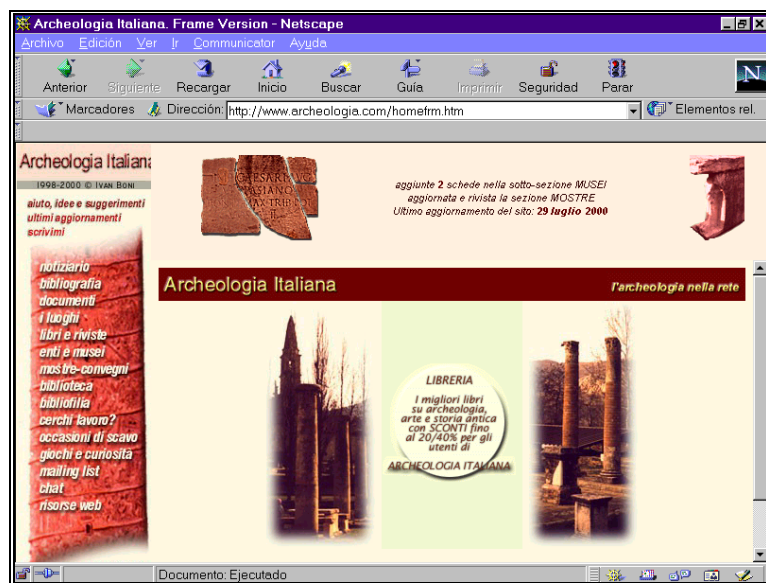 Archeologia Italiana. Frame Version - Netscape
Archivo Edición Ver Ir Communicator Ayuda
Anterior Siguiente Recargar Inicio Buscar Guía Imprimir Seguridad Parar
N
Marcadores Dirección: http://www.archeologia.com/homefrm.htm Elementos rel.
Archeologia Italiana
1998-2000 © IVAN BONI
aiuto, idee e suggerimenti
ultimi aggiornamenti
scrivimi
notiziario
bibliografia
documenti
i luoghi
libri e riviste
enti e musei
mostre-convegni
biblioteca
bibliofilia
cerchi lavoro?
occasioni di scavo
giochi e curiosità
mailing list
chat
risorse web
aggiunte 2 schede nella sotto-sezione MUSEI
aggiornata e rivista la sezione MOSTRE
Ultimo aggiornamento del sito: 29 luglio 2000
Archeologia Italiana l'archeologia nella rete
LIBRERIA
I migliori libri
su archeologia,
arte e storia antica
con SCONTI fino
al 20/40% per gli
utenti di
ARCHEOLOGIA ITALIANA
Documento: Ejecutado